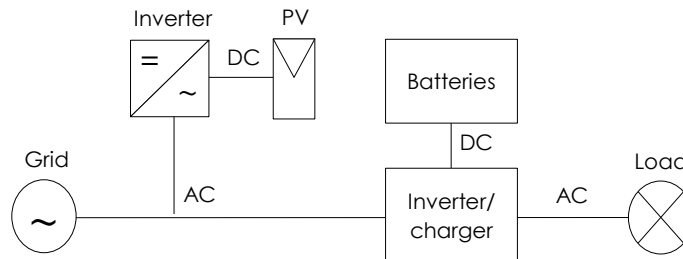 Inverter
PV
=
DC
~
Batteries
DC
Grid
Load
AC
AC
~
Inverter/
charger